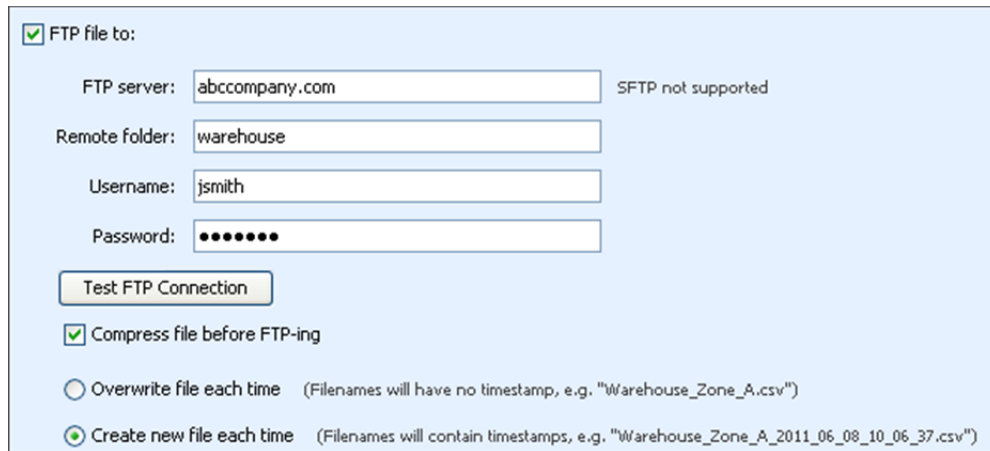 FTP file to:
FTP server: abccompany.com SFTP not supported
Remote folder: warehouse
Username: jsmith
Password: ●●●●●●●
Test FTP Connection
Compress file before FTP-ing
Overwrite file each time (Filenames will have no timestamp, e.g. "Warehouse_Zone_A.csv")
Create new file each time (Filenames will contain timestamps, e.g. "Warehouse_Zone_A_2011_06_08_10_06_37.csv")